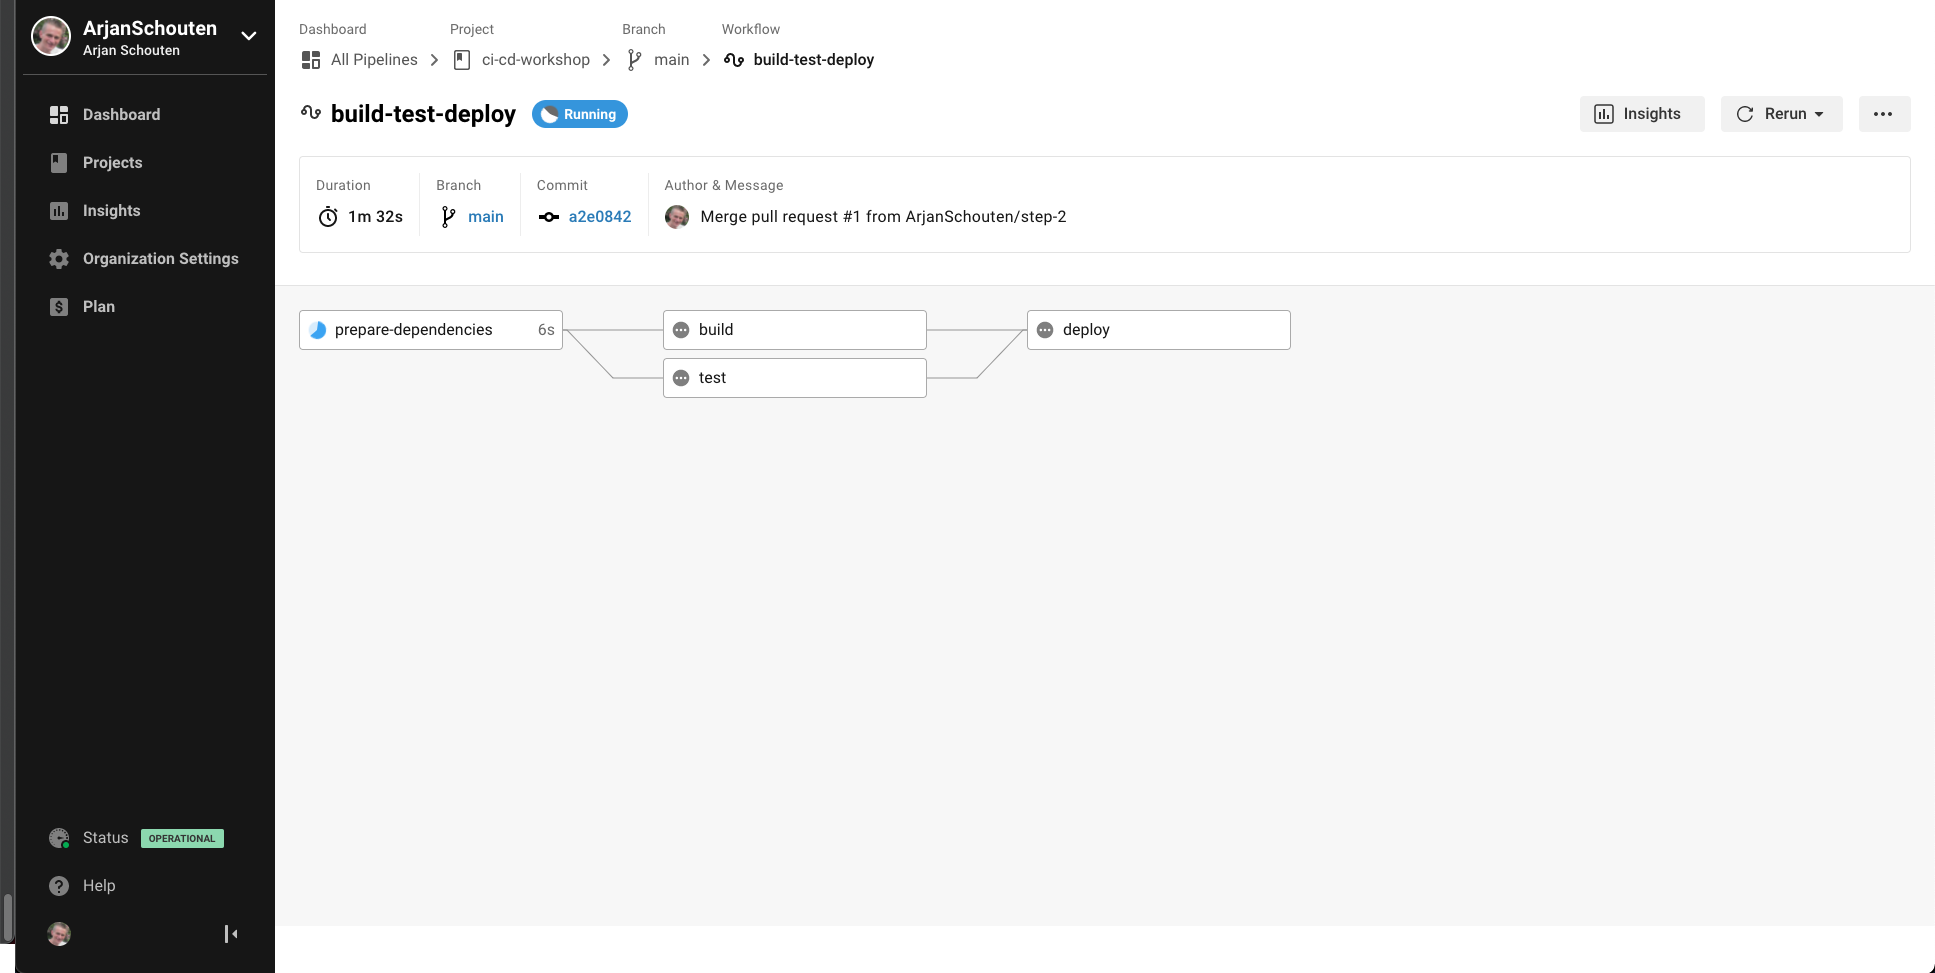 ArjanSchouten
Arjan Schouten
Dashboard
Projects
Insights
Organization Settings
Plan
Status OPERATIONAL
Help
Dashboard Project Branch Workflow
All Pipelines ci-cd-workshop main build-test-deploy
build-test-deploy Running
Insights Rerun
Duration Branch Commit Author & Message
1m 32s main a2e0842 Merge pull request #1 from ArjanSchouten/step-2
prepare-dependencies 6s build deploy
test